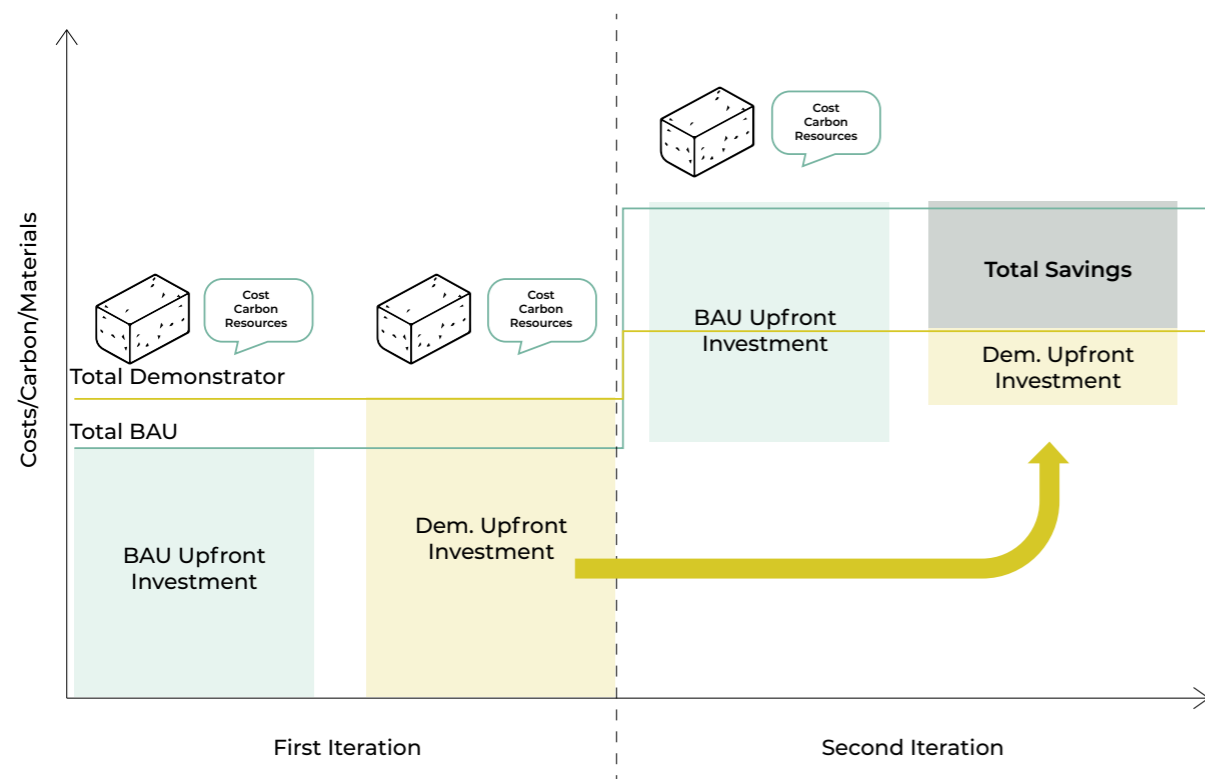 Costs/Carbon/Materials
Cost
Carbon
Resources
Cost
Carbon
Resources
Cost
Carbon
Resources
Total Demonstrator
Total BAU
BAU Upfront
Investment
Dem. Upfront
Investment
BAU Upfront
Investment
Total Savings
Dem. Upfront
Investment
First Iteration
Second Iteration